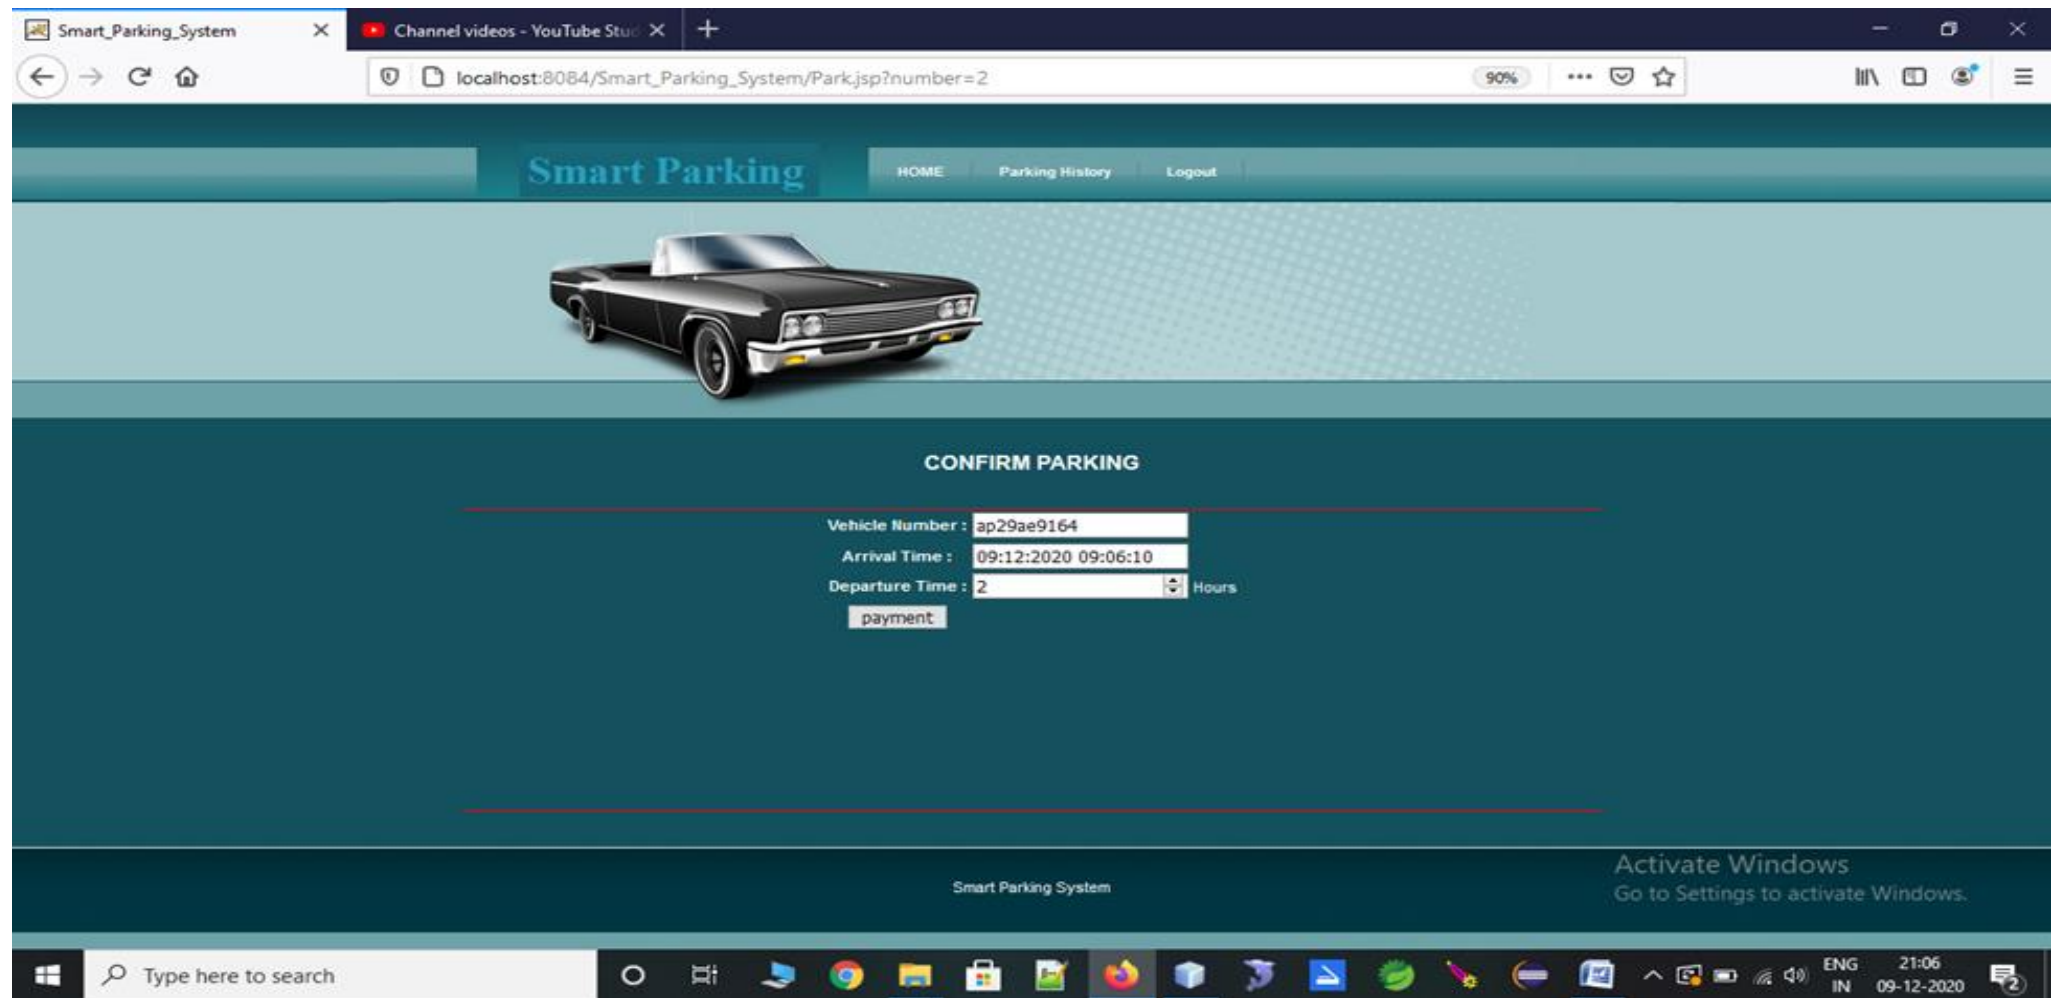 Smart_Parking_System
Channel videos - YouTube Stud
localhost:8084/Smart_Parking_System/Park.jsp?number=2
90%
Smart Parking
HOME
Parking History
Logout
CONFIRM PARKING
Vehicle Number : ap29ae9164
Arrival Time : 09:12:2020 09:06:10
Departure Time : 2 Hours
payment
Activate Windows
Go to Settings to activate Windows.
Smart Parking System
Type here to search
ENG
IN
21:06
09-12-2020
2